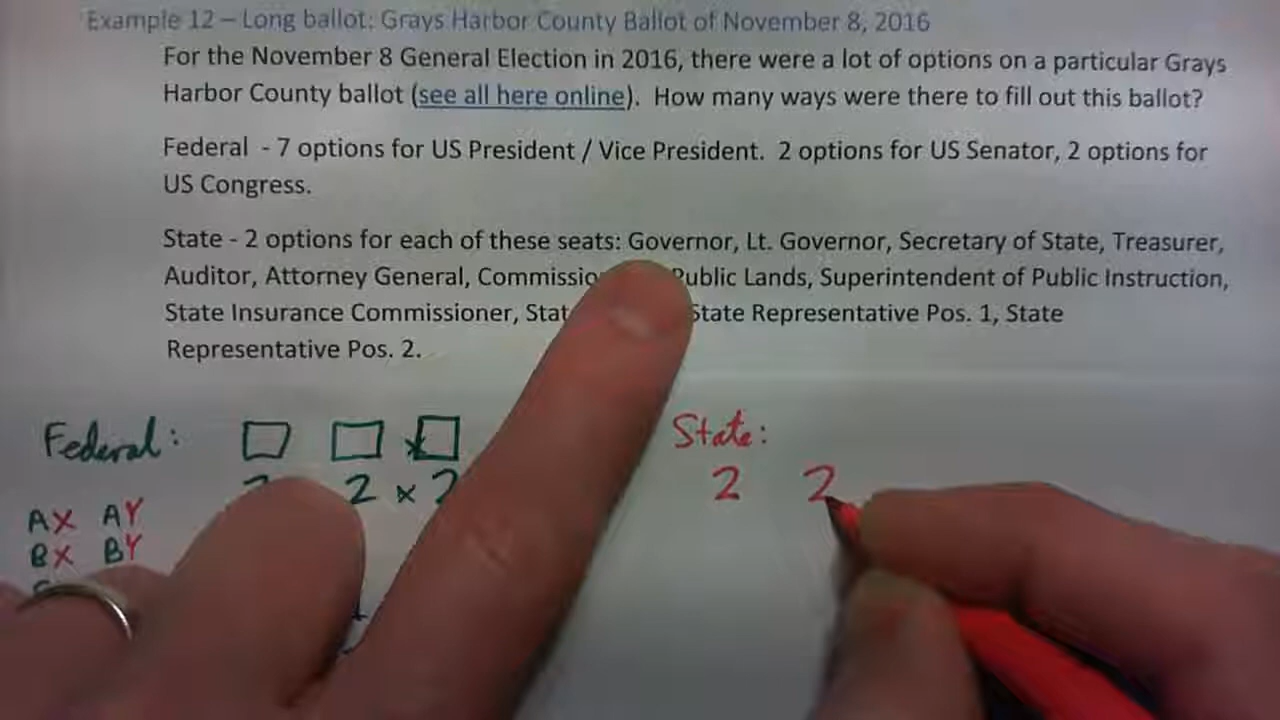 Example 12 – Long ballot: Grays Harbor County Ballot of November 8, 2016
For the November 8 General Election in 2016, there were a lot of options on a particular Grays
Harbor County ballot (see all here online).  How many ways were there to fill out this ballot?
Federal - 7 options for US President / Vice President.  2 options for US Senator, 2 options for
US Congress.
State - 2 options for each of these seats: Governor, Lt. Governor, Secretary of State, Treasurer,
Auditor, Attorney General, Public Lands, Superintendent of Public Instruction,
State Insurance Commissioner, State Representative Pos. 1, State
Representative Pos. 2.
Federal:
State:
2 × 2
2 2
AX AY
BX BY